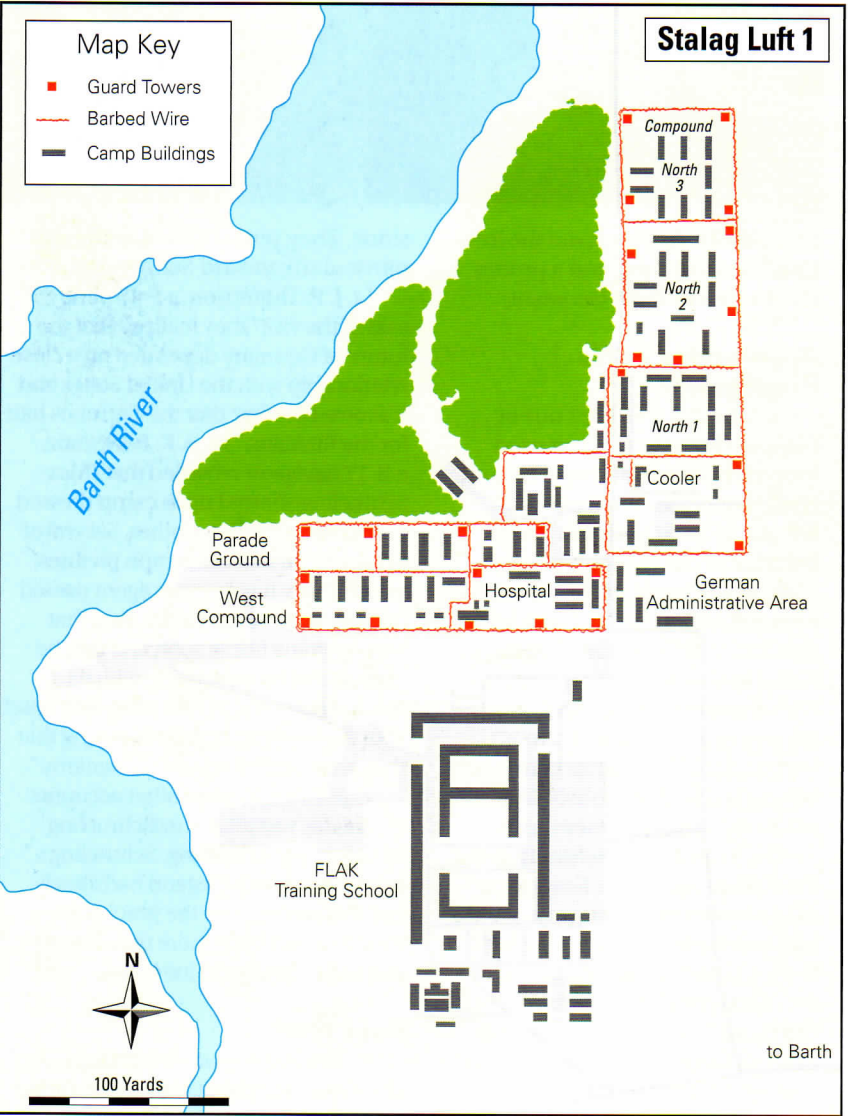 Map Key
Guard Towers
Barbed Wire
Camp Buildings
Stalag Luft 1
Compound
North
3
North
2
North 1
Cooler
Barth River
Parade
Ground
West
Compound
Hospital
German
Administrative Area
FLAK
Training School
N
100 Yards
to Barth